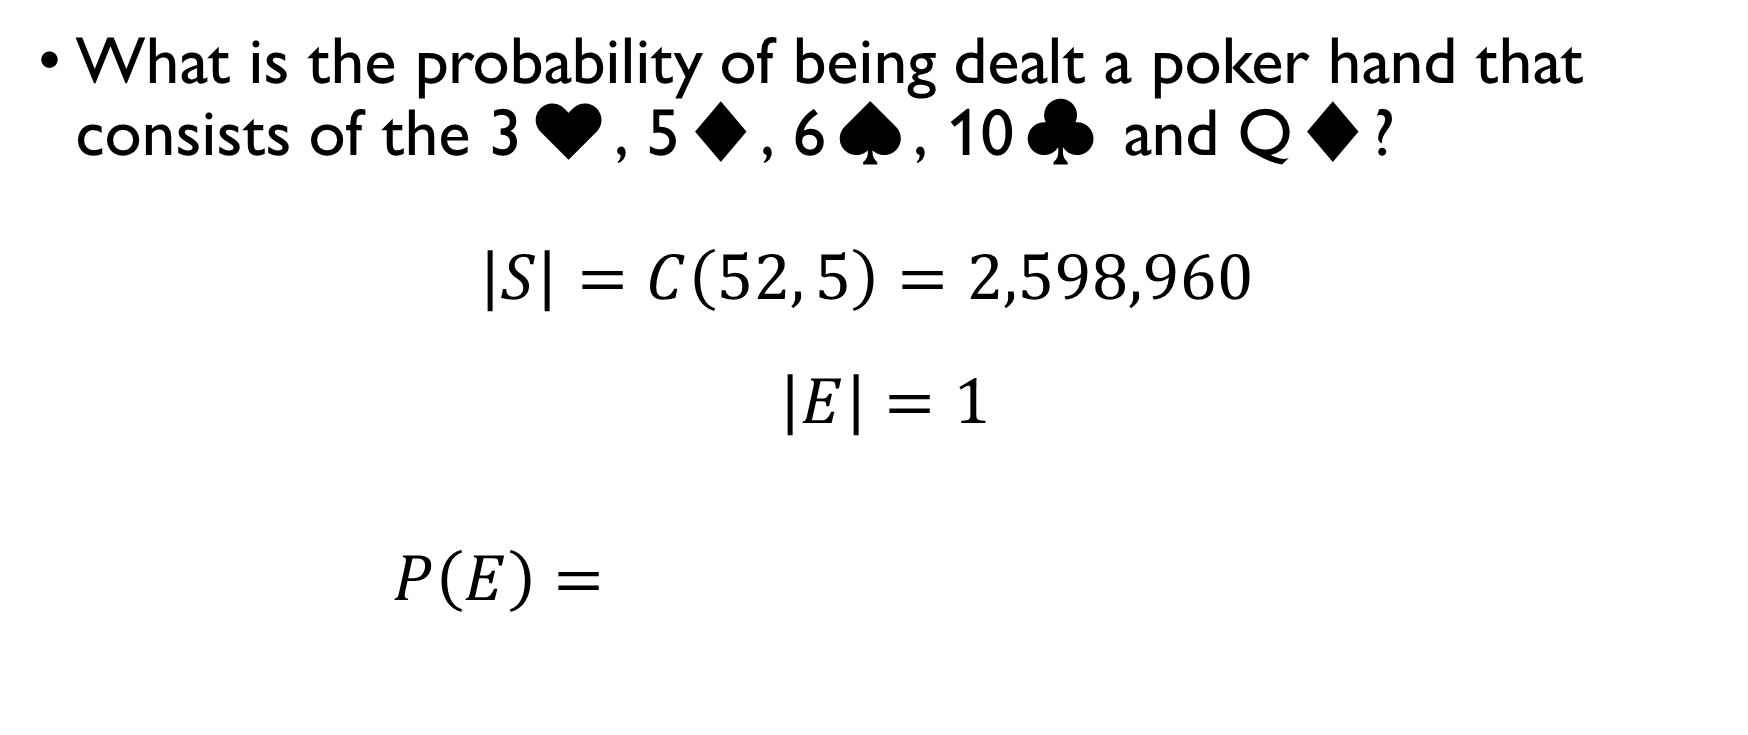 • What is the probability of being dealt a poker hand that
consists of the 3 ♥, 5 ♦, 6 ♠, 10 ♣ and Q ♦?
|S| = C(52, 5) = 2,598,960
|E| = 1
P(E) =